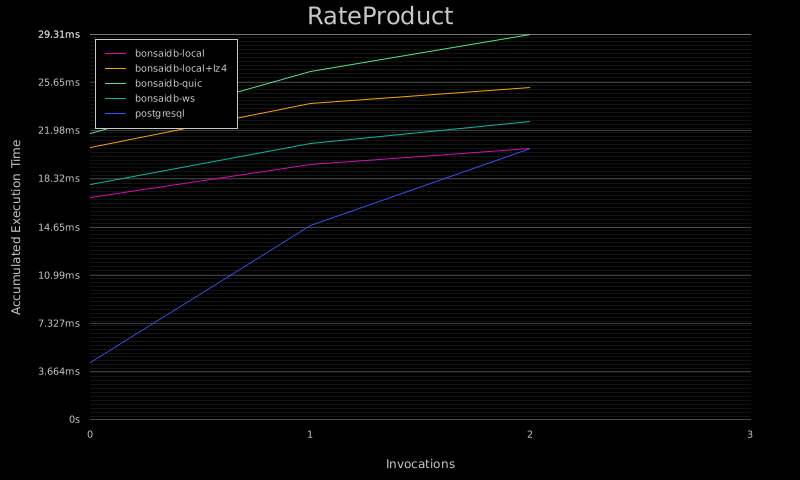 RateProduct
29.31ms
bonsaidb-local
bonsaidb-local+lz4
bonsaidb-quic
bonsaidb-ws
postgresql
25.65ms
21.98ms
18.32ms
14.65ms
10.99ms
7.327ms
3.664ms
0s
Accumulated Execution Time
0 1 2 3
Invocations